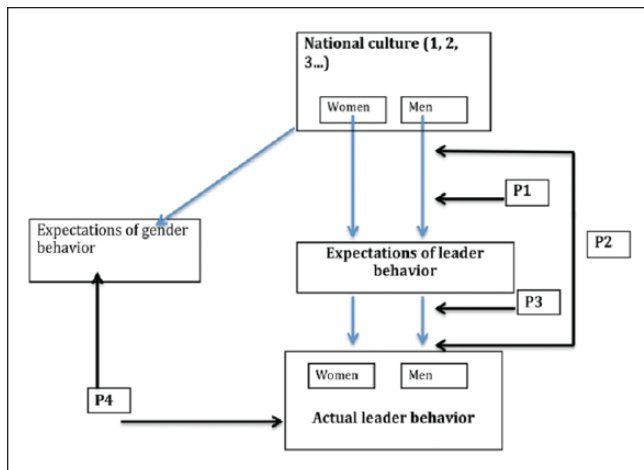 National culture (1, 2,
3...)
Women
Men
P1
P2
Expectations of gender
behavior
Expectations of leader
behavior
P3
Women
Men
P4
Actual leader behavior